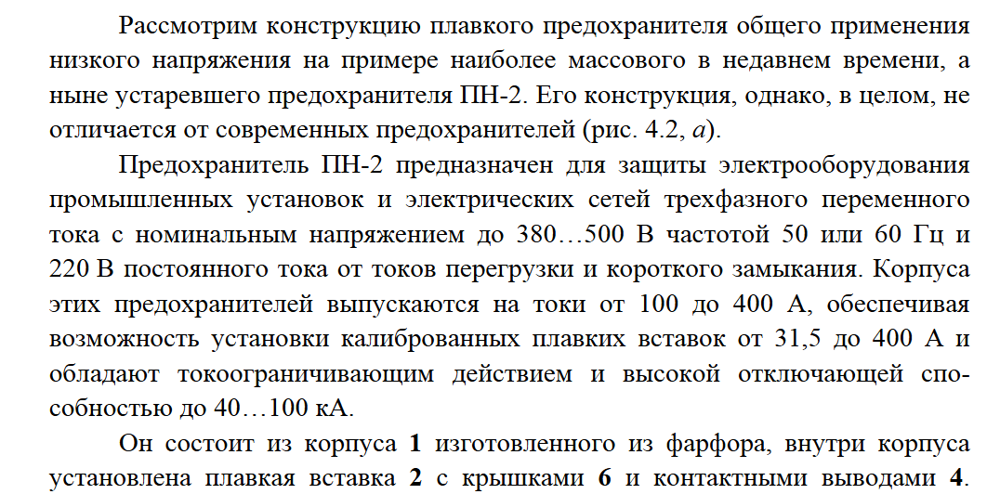 Рассмотрим конструкцию плавкого предохранителя общего применения
низкого напряжения на примере наиболее массового в недавнем времени, а
ныне устаревшего предохранителя ПН-2. Его конструкция, однако, в целом, не
отличается от современных предохранителей (рис. 4.2, а).
Предохранитель ПН-2 предназначен для защиты электрооборудования
промышленных установок и электрических сетей трехфазного переменного
тока с номинальным напряжением до 380…500 В частотой 50 или 60 Гц и
220 В постоянного тока от токов перегрузки и короткого замыкания. Корпуса
этих предохранителей выпускаются на токи от 100 до 400 А, обеспечивая
возможность установки калиброванных плавких вставок от 31,5 до 400 А и
обладают токоограничивающим действием и высокой отключающей спо-
собностью до 40…100 кА.
Он состоит из корпуса 1 изготовленного из фарфора, внутри корпуса
установлена плавкая вставка 2 с крышками 6 и контактными выводами 4.